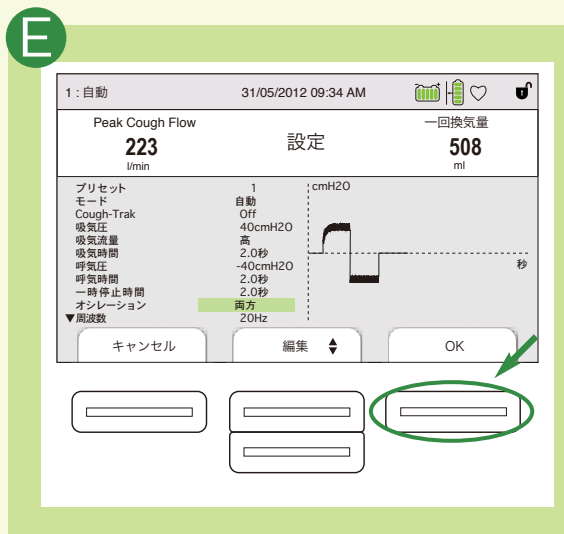 E
1 : 自動 31/05/2012 09:34 AM
Peak Cough Flow
223
l/min
設定
一回換気量
508
ml
プリセット 1
モード 自動
Cough-Trak Off
吸気圧 40cmH2O
吸気流量 高
吸気時間 2.0秒
呼気圧 -40cmH2O
呼気時間 2.0秒
一時停止時間 2.0秒
オシレーション 両方
▼周波数 20Hz
cmH2O
秒
キャンセル 編集 OK